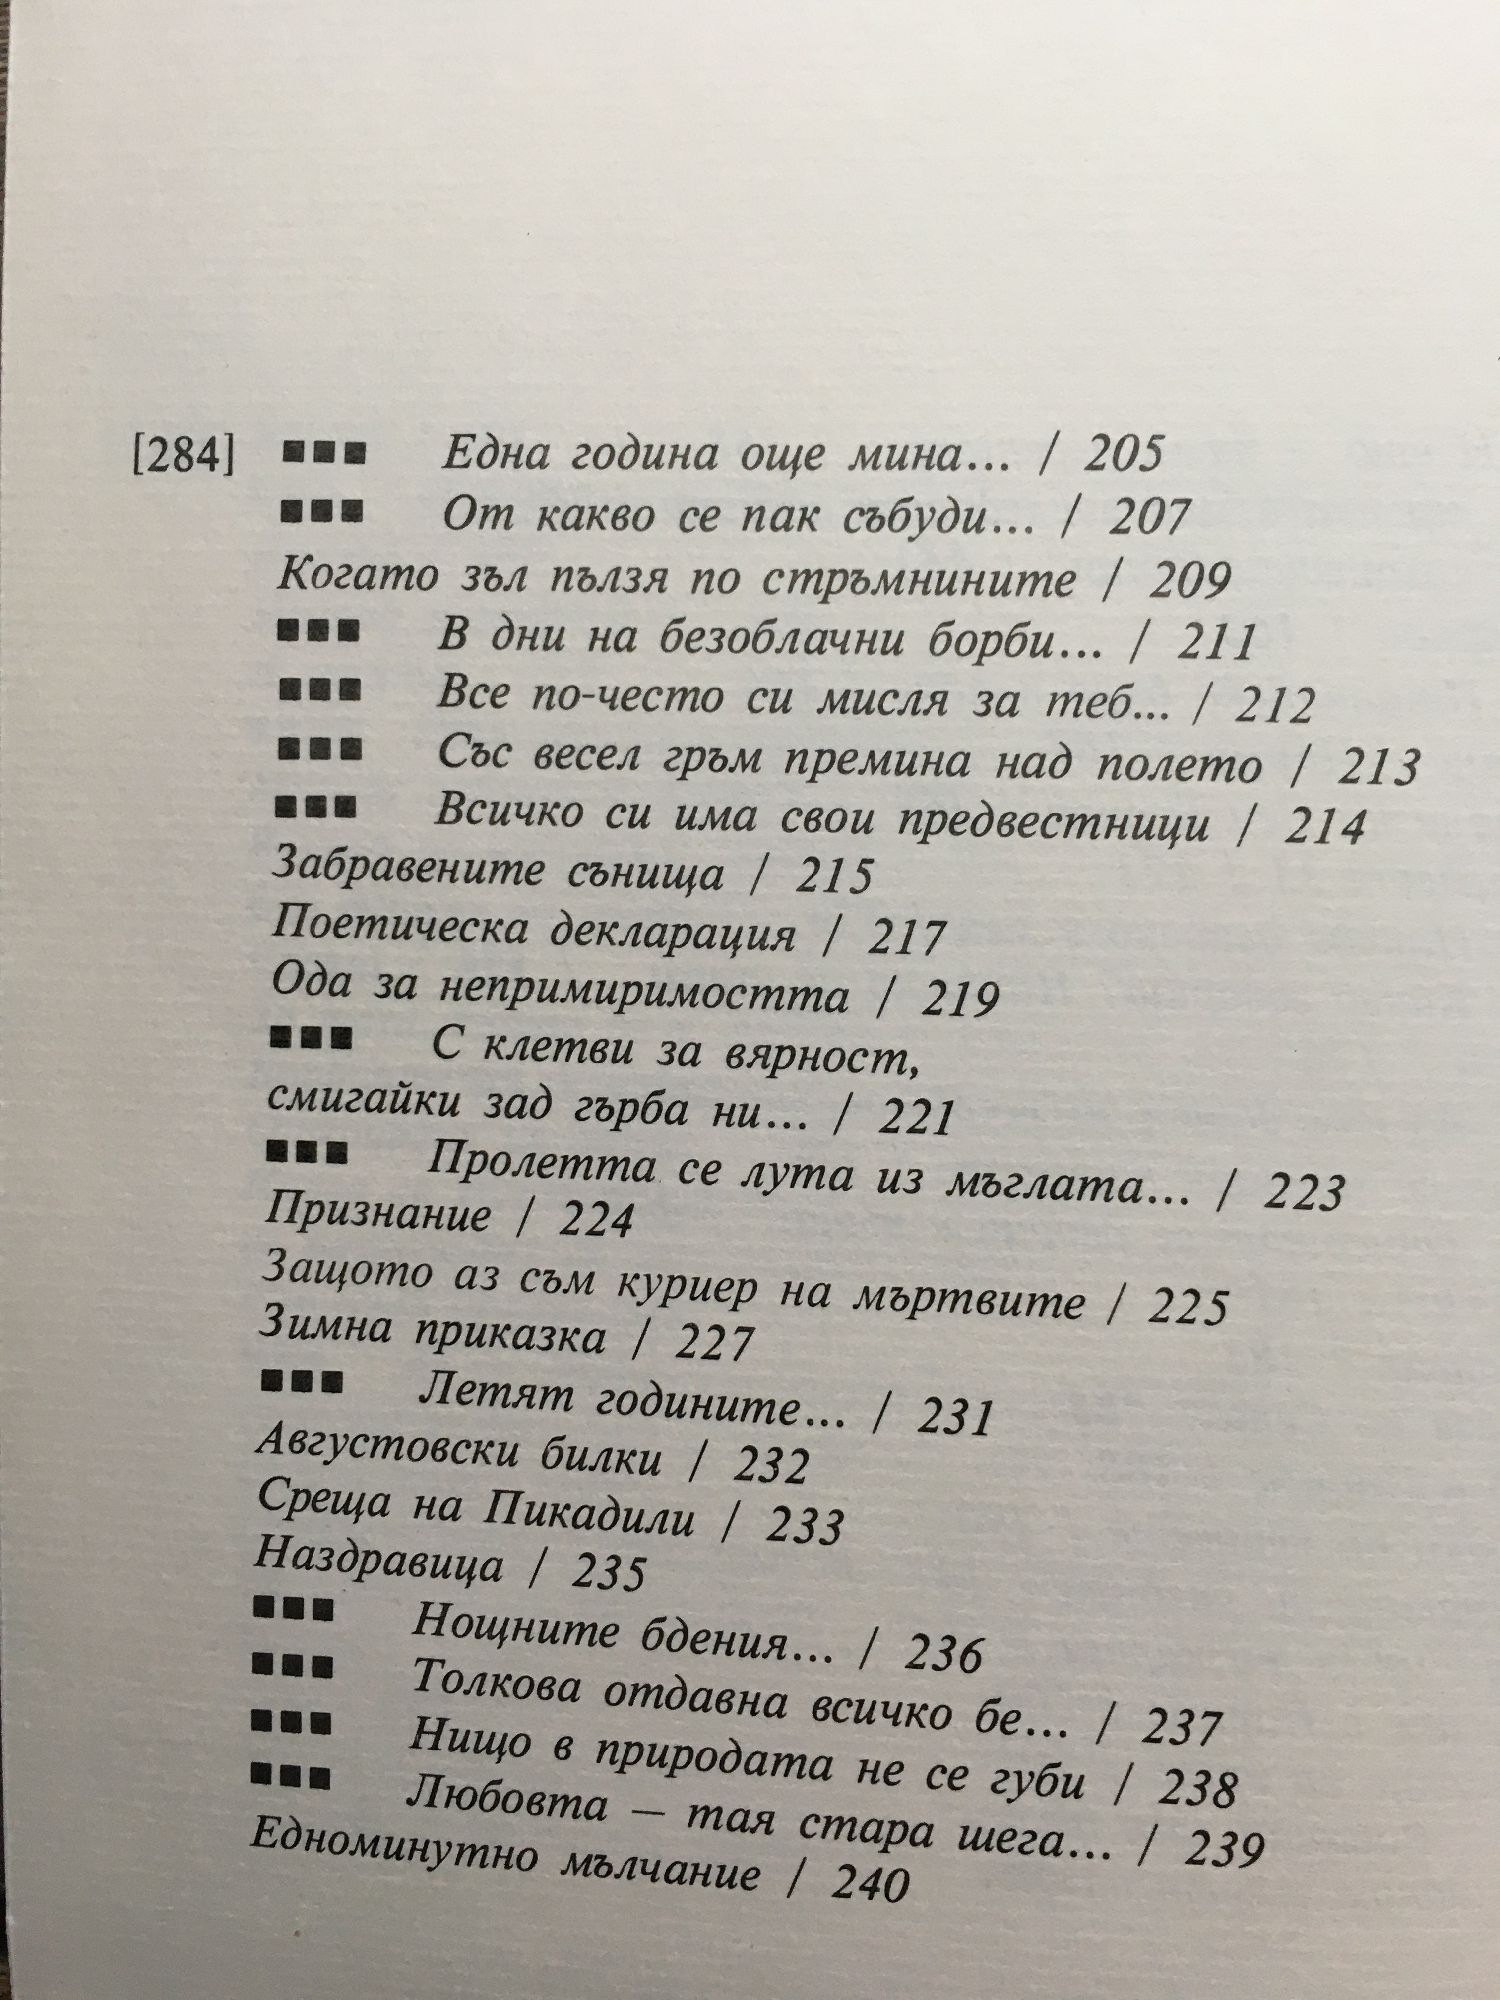 [284] ■■■ Една година още мина... / 205
■■■ От какво се пак събуди... / 207
Когато зъл пълзя по стръмнините / 209
■■■ В дни на безоблачни борби... / 211
■■■ Все по-често си мисля за теб... / 212
■■■ Със весел гръм премина над полето / 213
■■■ Всичко си има свои предвестници / 214
Забравените сънища / 215
Поетическа декларация / 217
Ода за непримиримостта / 219
■■■ С клетви за вярност,
смигайки зад гърба ни... / 221
■■■ Пролетта се лута из мъглата... / 223
Признание / 224
Защото аз съм куриер на мъртвите / 225
Зимна приказка / 227
■■■ Летят годините... / 231
Августовски билки / 232
Среща на Пикадили / 233
Наздравица / 235
■■■ Нощните бдения... / 236
■■■ Толкова отдавна всичко бе... / 237
■■■ Нищо в природата не се губи / 238
■■■ Любовта – тая стара шега... / 239
Едноминутно мълчание / 240